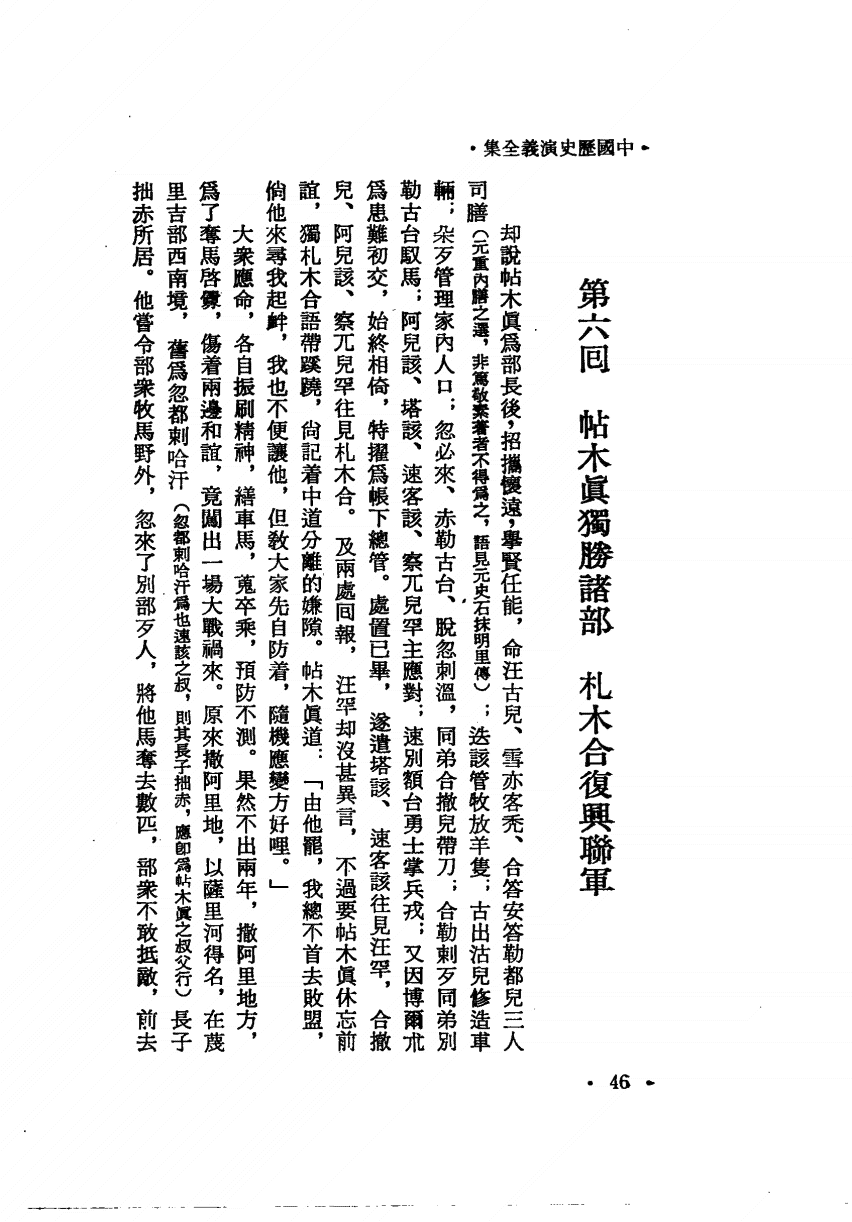 ·中國歷史演義全集·
第六回　帖木眞獨勝諸部　札木合復興聯軍
却說帖木眞爲部長後，招攜懷遠，舉賢任能，命汪古兒、雪亦客禿、合答安答勒都兒三人
司膳（元重內膳之選，非篤敬素著者不得爲之，語見元史石抹明里傳）；迭該管牧放羊隻；古出沽兒修造車
輛；朶歹管理家內人口；忽必來、赤勒古台、脫忽剌溫，同弟合撒兒帶刀；合勒剌歹同弟別
勒古台馭馬；阿兒該、塔該、速客該、察兀兒罕主應對；速別額台勇士掌兵戎；又因博爾朮
爲患難初交，始終相倚，特擢爲帳下總管。處置已畢，遂遣塔該、速客該往見汪罕，合撒
兒、阿兒該、察兀兒罕往見札木合。及兩處回報，汪罕却沒甚異言，不過要帖木眞休忘前
誼，獨札木合語帶蹊蹺，尙記着中道分離的嫌隙。帖木眞道：「由他罷，我總不首去敗盟，
倘他來尋我起衅，我也不便讓他，但敎大家先自防着，隨機應變方好哩。」
大衆應命，各自振刷精神，繕車馬，蒐卒乘，預防不測。果然不出兩年，撒阿里地方，
爲了奪馬啓釁，傷着兩邊和誼，竟闖出一場大戰禍來。原來撒阿里地，以薩里河得名，在蔑
里吉部西南境，舊爲忽都剌哈汗（忽都剌哈汗爲也速該之叔，則其長子拙赤，應卽爲帖木眞之叔父行）長子
拙赤所居。他嘗令部衆牧馬野外，忽來了別部歹人，將他馬奪去數匹，部衆不敢抵敵，前去
·46·